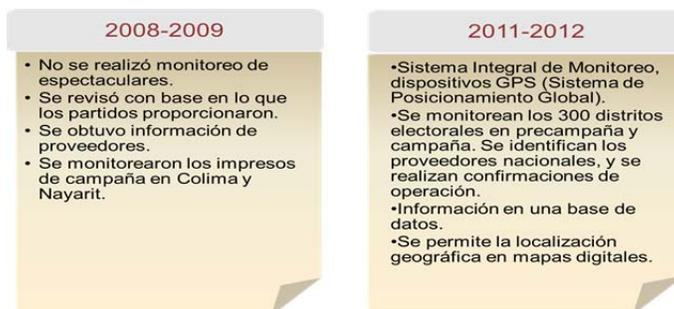 2008-2009
• No se realizó monitoreo de
espectaculares.
• Se revisó con base en lo que
los partidos proporcionaron.
• Se obtuvo información de
proveedores.
• Se monitorearon los impresos
de campaña en Colima y
Nayarit.
2011-2012
•Sistema Integral de Monitoreo,
dispositivos GPS (Sistema de
Posicionamiento Global).
•Se monitorean los 300 distritos
electorales en precampaña y
campaña. Se identifican los
proveedores nacionales, y se
realizan confirmaciones de
operación.
•Información en una base de
datos.
•Se permite la localización
geográfica en mapas digitales.